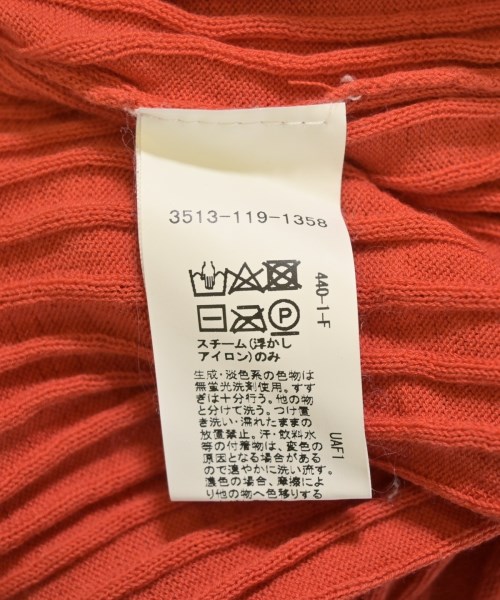 3513-119-1358
440-1-F
P
スチーム(浮かし
アイロン)のみ
生成・淡色系の色物は
無蛍光洗剤使用。すす
ぎは十分行う。他の物
と分けて洗う。つけ置
き洗い・濡れたままの
放置禁止。汗・飲料水
等の付着物は、変色の
原因となる場合がある
ので速やかに洗い流す。
濃色の場合、摩擦によ
り他の物へ色移りする
UAF1